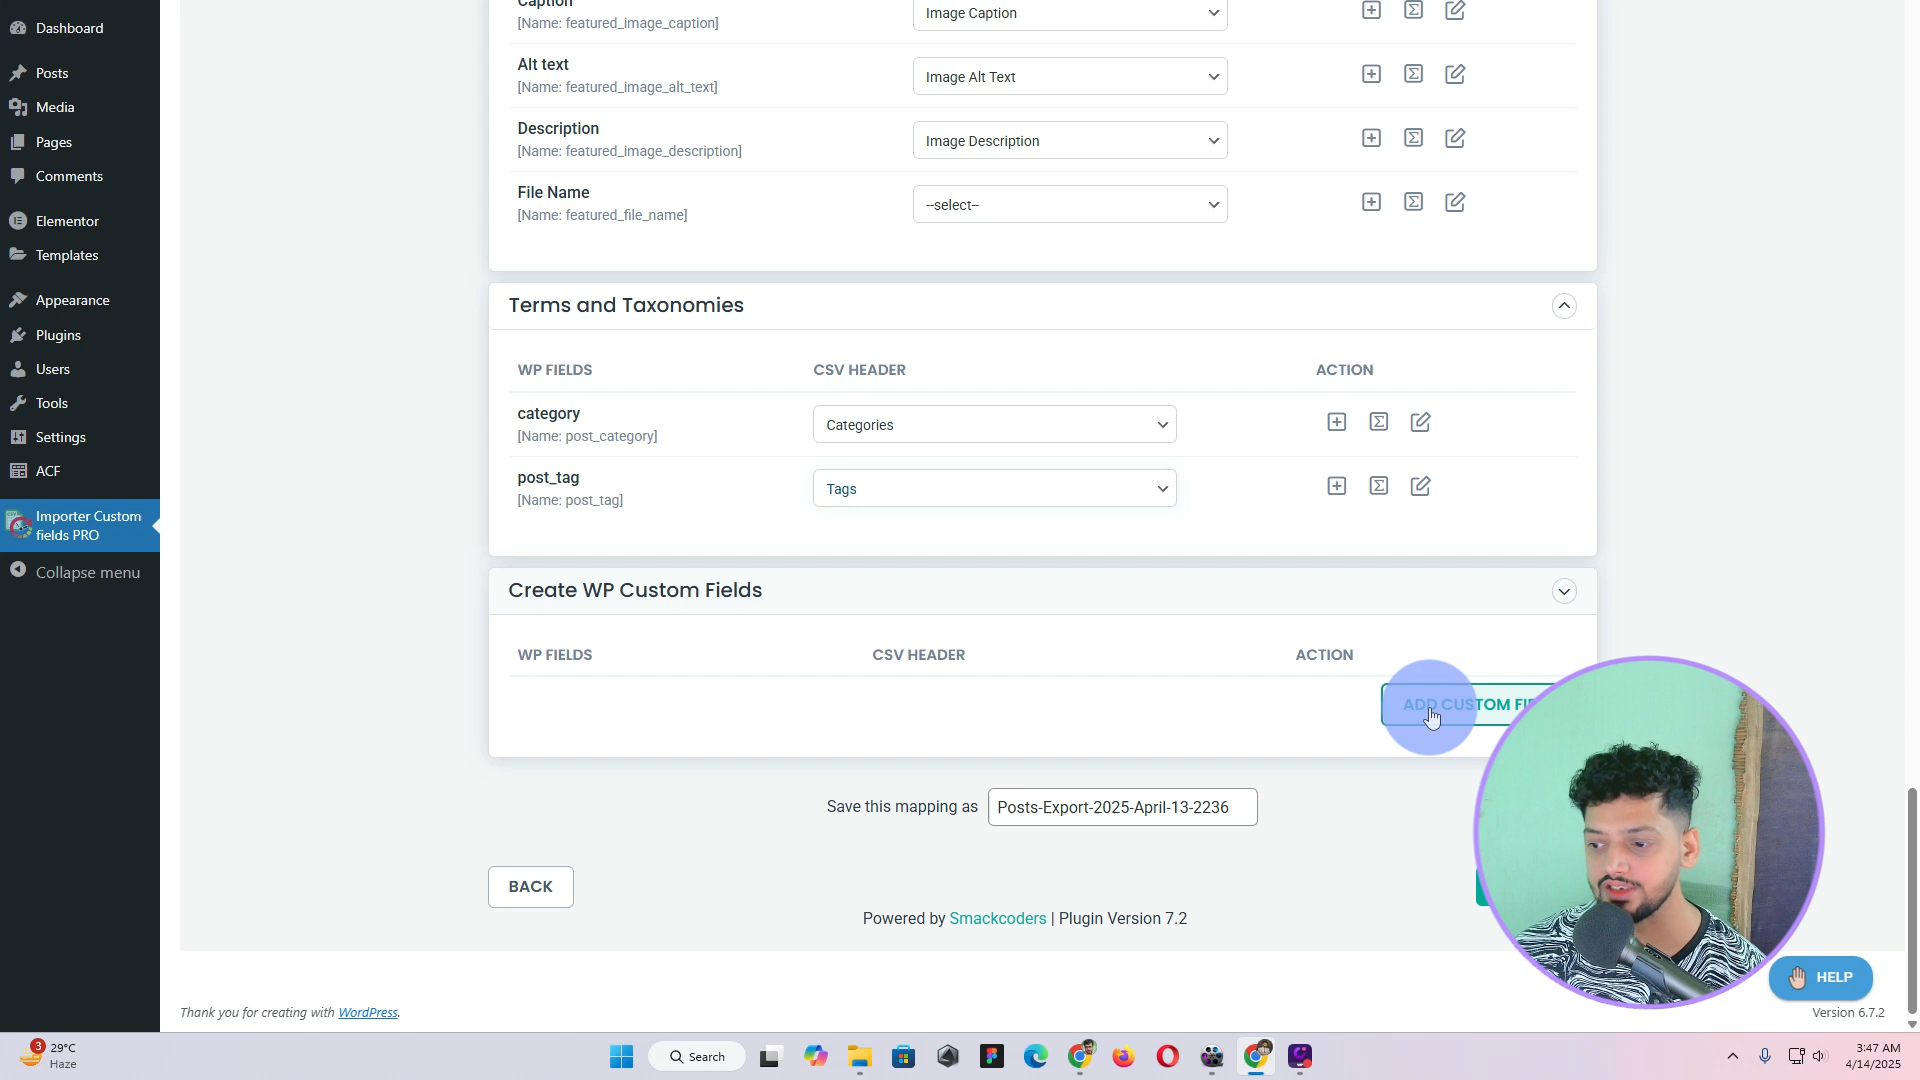 Dashboard
Posts
Media
Pages
Comments
Elementor
Templates
Appearance
Plugins
Users
Tools
Settings
ACF
Importer Custom
fields PRO
Collapse menu
Caption
[Name: featured_image_caption]
Image Caption
Alt text
[Name: featured_image_alt_text]
Image Alt Text
Description
[Name: featured_image_description]
Image Description
File Name
[Name: featured_file_name]
--select--
Terms and Taxonomies
WP FIELDS
CSV HEADER
ACTION
category
[Name: post_category]
Categories
post_tag
[Name: post_tag]
Tags
Create WP Custom Fields
WP FIELDS
CSV HEADER
ACTION
ADD CUSTOM
Save this mapping as
Posts-Export-2025-April-13-2236
BACK
Powered by Smackcoders | Plugin Version 7.2
HELP
Thank you for creating with WordPress.
Version 6.7.2
3
29°C
Haze
Search
3:47 AM
4/14/2025